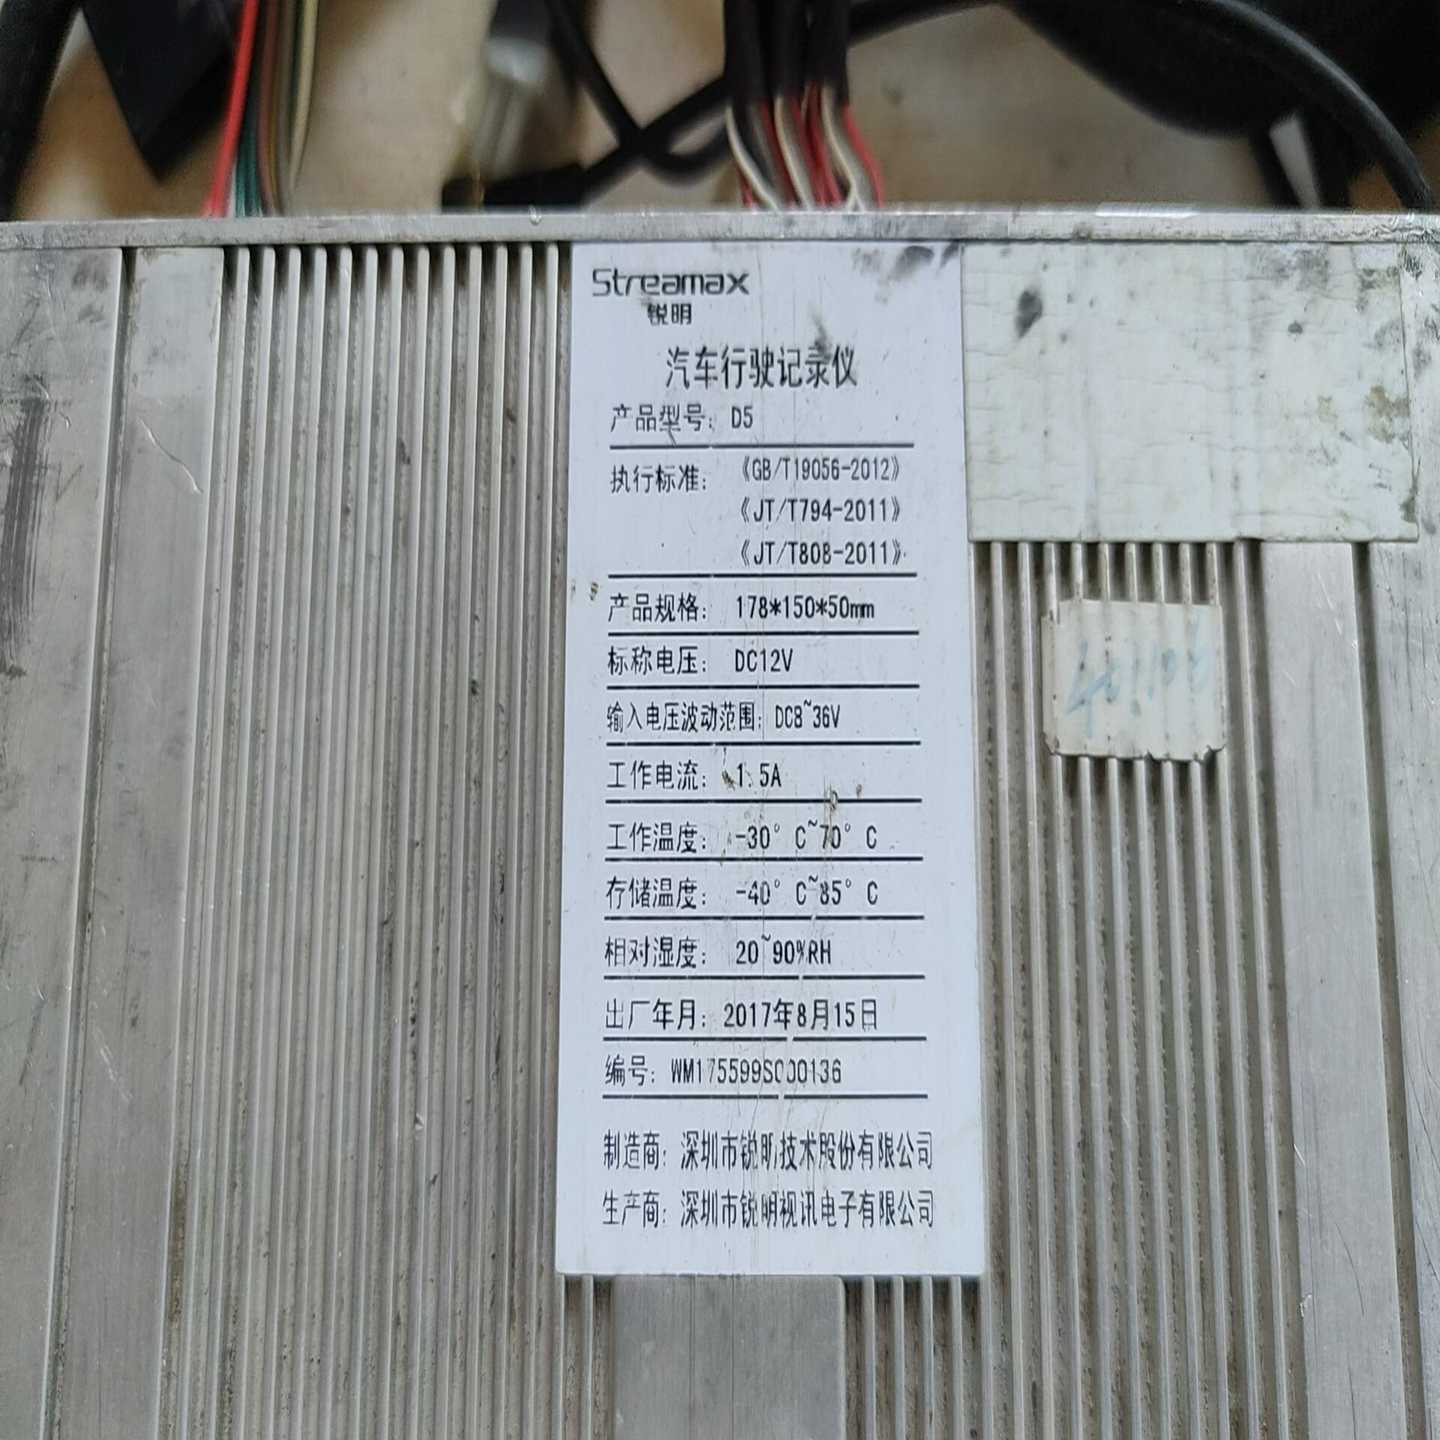 Streamax
锐明
汽车行驶记录仪
产品型号: D5
执行标准: 《GB/T19056-2012》
《JT/T794-2011》
《JT/T808-2011》
产品规格: 178*150*50mm
标称电压: DC12V
输入电压波动范围: DC8~36V
工作电流: 1.5A
工作温度: -30°C~70°C
存储温度: -40°C~85°C
相对湿度: 20~90%RH
出厂年月: 2017年8月15日
编号: WM175599S000136
制造商: 深圳市锐明技术股份有限公司
生产商: 深圳市锐明视讯电子有限公司